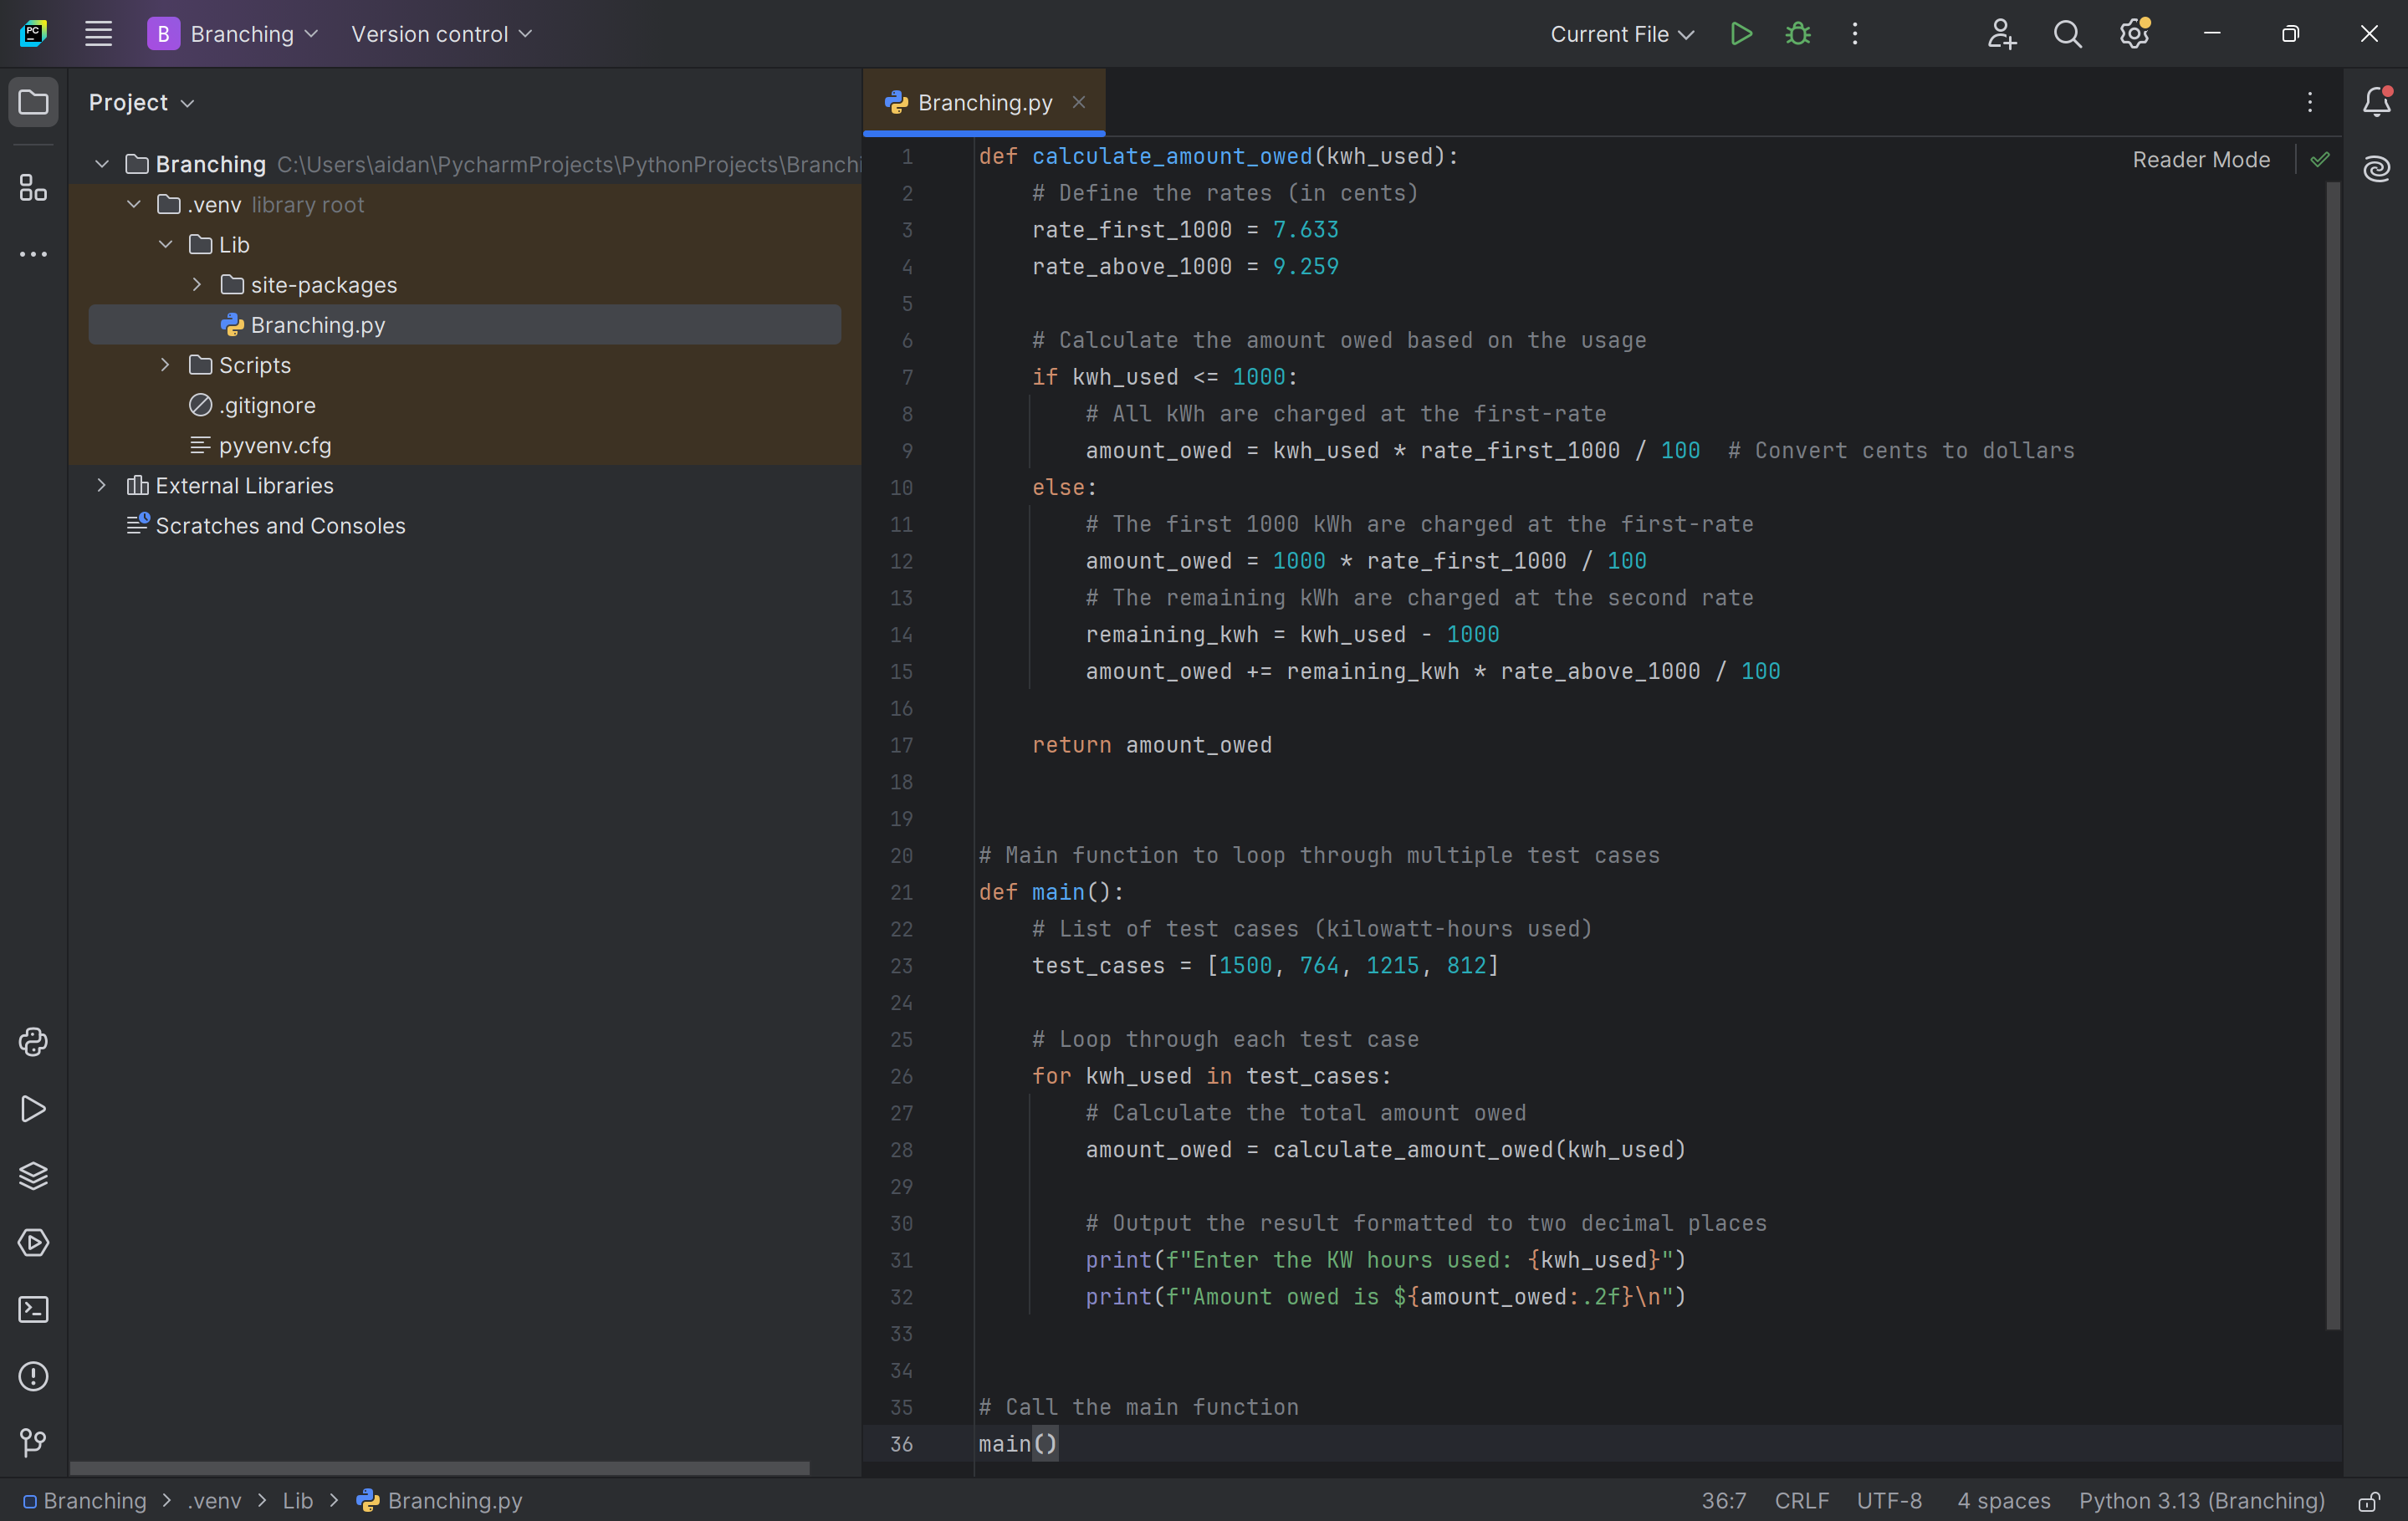 PC
B Branching Version control Current File
Project
Branching C:\Users\aidan\PycharmProjects\PythonProjects\Branchi
.venv library root
Lib
site-packages
Branching.py
Scripts
.gitignore
pyvenv.cfg
External Libraries
Scratches and Consoles
Branching.py
Reader Mode
1 def calculate_amount_owed(kwh_used):
2     # Define the rates (in cents)
3     rate_first_1000 = 7.633
4     rate_above_1000 = 9.259
5
6     # Calculate the amount owed based on the usage
7     if kwh_used <= 1000:
8         # All kWh are charged at the first-rate
9         amount_owed = kwh_used * rate_first_1000 / 100  # Convert cents to dollars
10     else:
11         # The first 1000 kWh are charged at the first-rate
12         amount_owed = 1000 * rate_first_1000 / 100
13         # The remaining kWh are charged at the second rate
14         remaining_kwh = kwh_used - 1000
15         amount_owed += remaining_kwh * rate_above_1000 / 100
16
17     return amount_owed
18
19
20 # Main function to loop through multiple test cases
21 def main():
22     # List of test cases (kilowatt-hours used)
23     test_cases = [1500, 764, 1215, 812]
24
25     # Loop through each test case
26     for kwh_used in test_cases:
27         # Calculate the total amount owed
28         amount_owed = calculate_amount_owed(kwh_used)
29
30         # Output the result formatted to two decimal places
31         print(f"Enter the KW hours used: {kwh_used}")
32         print(f"Amount owed is ${amount_owed:.2f}\n")
33
34
35 # Call the main function
36 main()
Branching > .venv > Lib > Branching.py 36:7 CRLF UTF-8 4 spaces Python 3.13 (Branching)